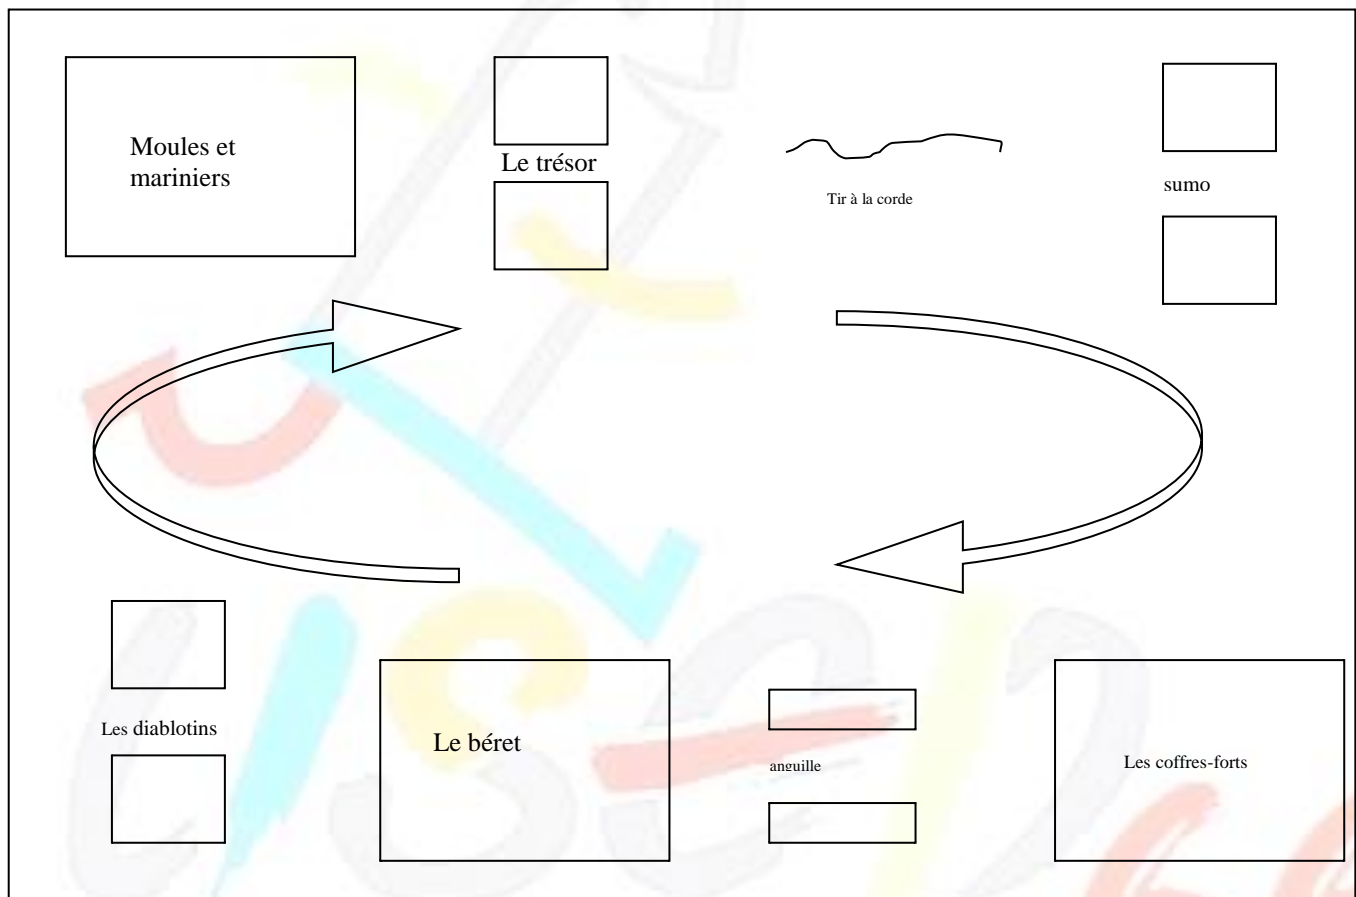 Moules et
mariniers
Le trésor
Tir à la corde
sumo
Les diablotins
Le béret
anguille
Les coffres-forts